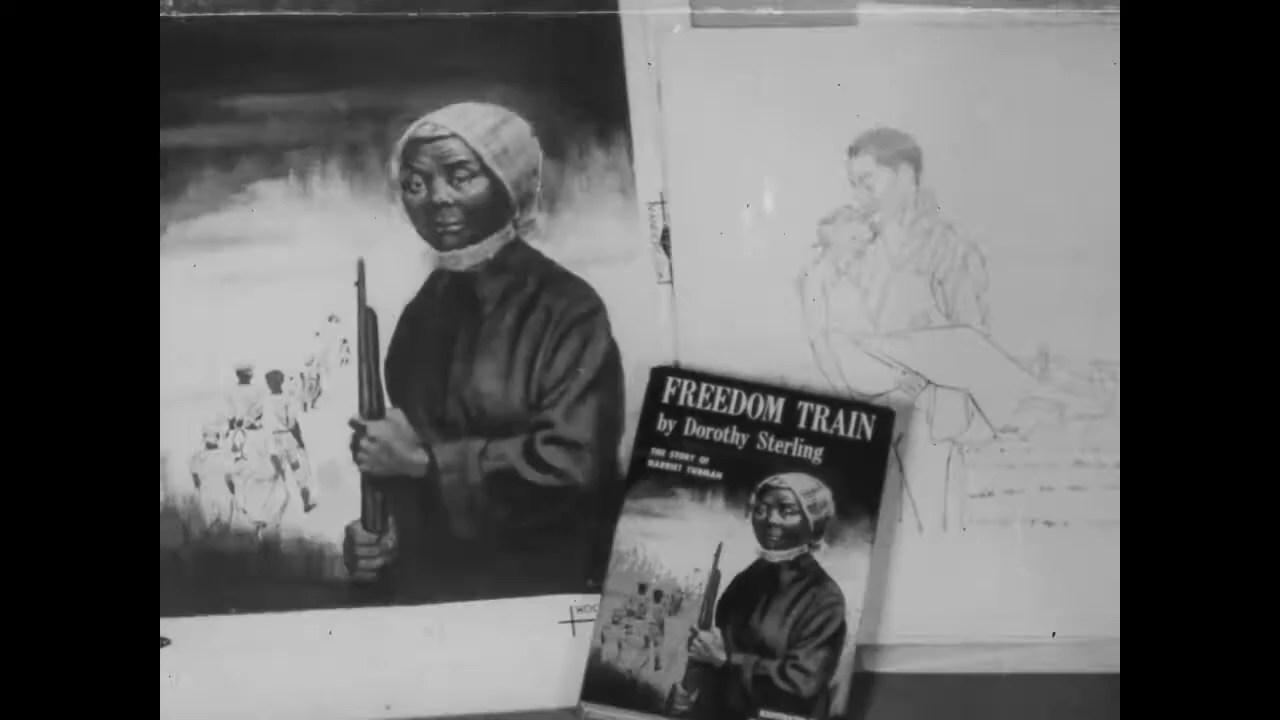 FREEDOM TRAIN
by Dorothy Sterling
THE STORY OF
HARRIET TUBMAN